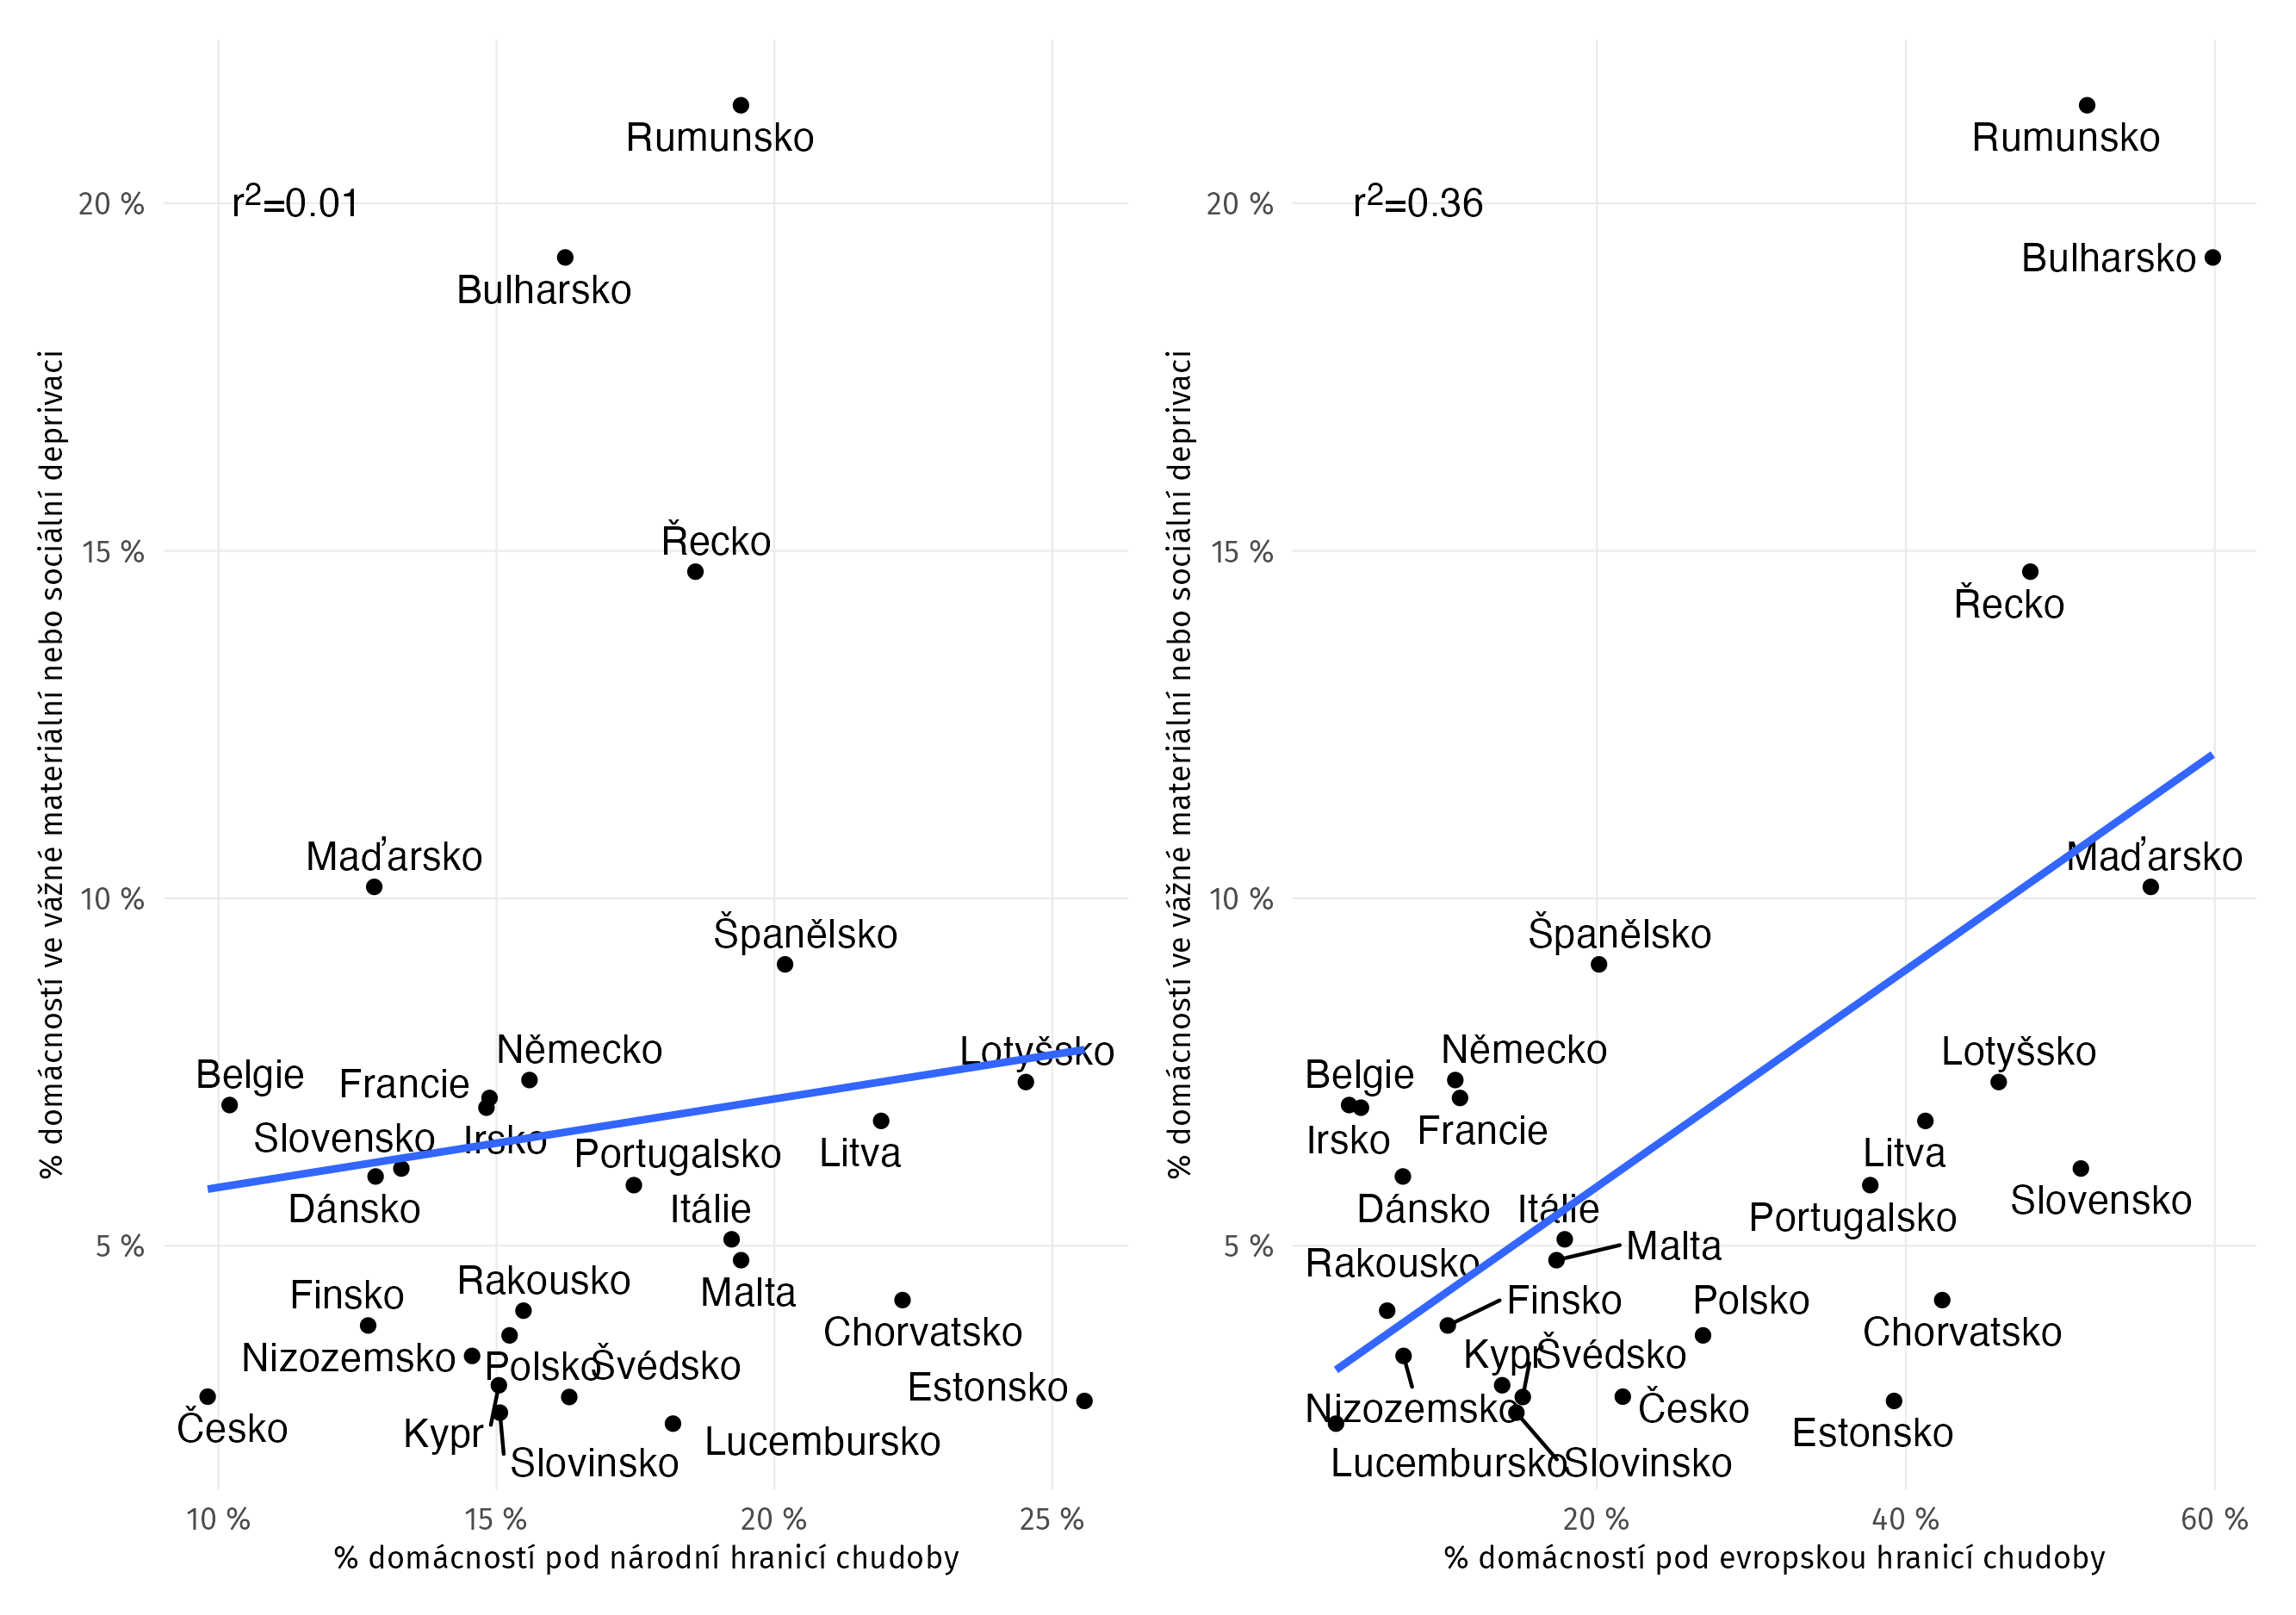 % domácností ve vážné materiální nebo sociální deprivaci
20 %
15 %
10 %
5 %
r²=0.01
Rumunsko
Bulharsko
Řecko
Maďarsko
Španělsko
Německo
Lotyšsko
Belgie
Francie
Slovensko
Irsko
Portugalsko
Litva
Dánsko
Itálie
Rakousko
Malta
Finsko
Chorvatsko
Nizozemsko
Polsko
Švédsko
Estonsko
Česko
Kypr
Lucembursko
Slovinsko
10 %
15 %
20 %
25 %
% domácností pod národní hranicí chudoby
% domácností ve vážné materiální nebo sociální deprivaci
20 %
15 %
10 %
5 %
r²=0.36
Rumunsko
Bulharsko
Řecko
Maďarsko
Španělsko
Německo
Lotyšsko
Belgie
Francie
Irsko
Litva
Slovensko
Dánsko
Itálie
Portugalsko
Malta
Rakousko
Finsko
Polsko
Chorvatsko
Kypr
Švédsko
Nizozemsko
Česko
Estonsko
Lucembursko
Slovinsko
20 %
40 %
60 %
% domácností pod evropskou hranicí chudoby